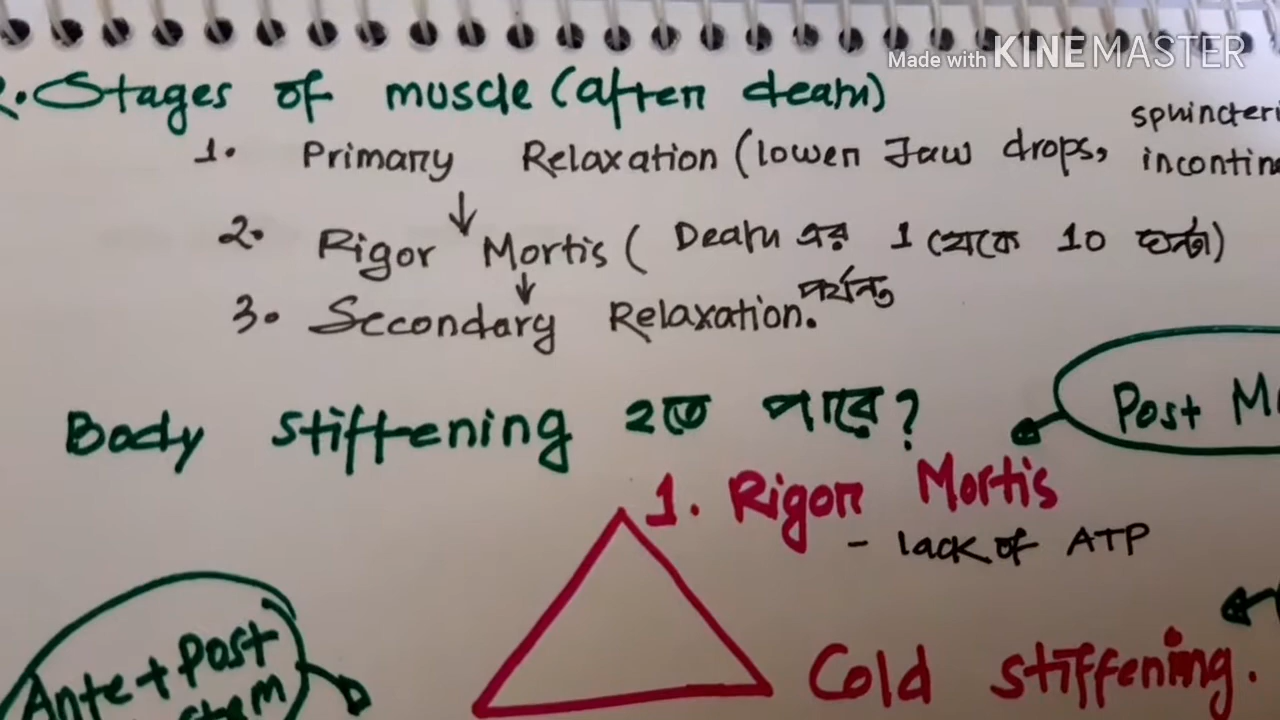 Made with KINEMASTER
2. Stages of muscle (after death)
1. Primary Relaxation (lower Jaw drops,
2. Rigor Mortis ( Death এর 1 থেকে 10 ঘন্টা)
পর্যন্ত
3. Secondary Relaxation.
Body stiffening হতে পারে?
Post
1. Rigor Mortis
- lack of ATP
Ante + Post
Cold stiffening.